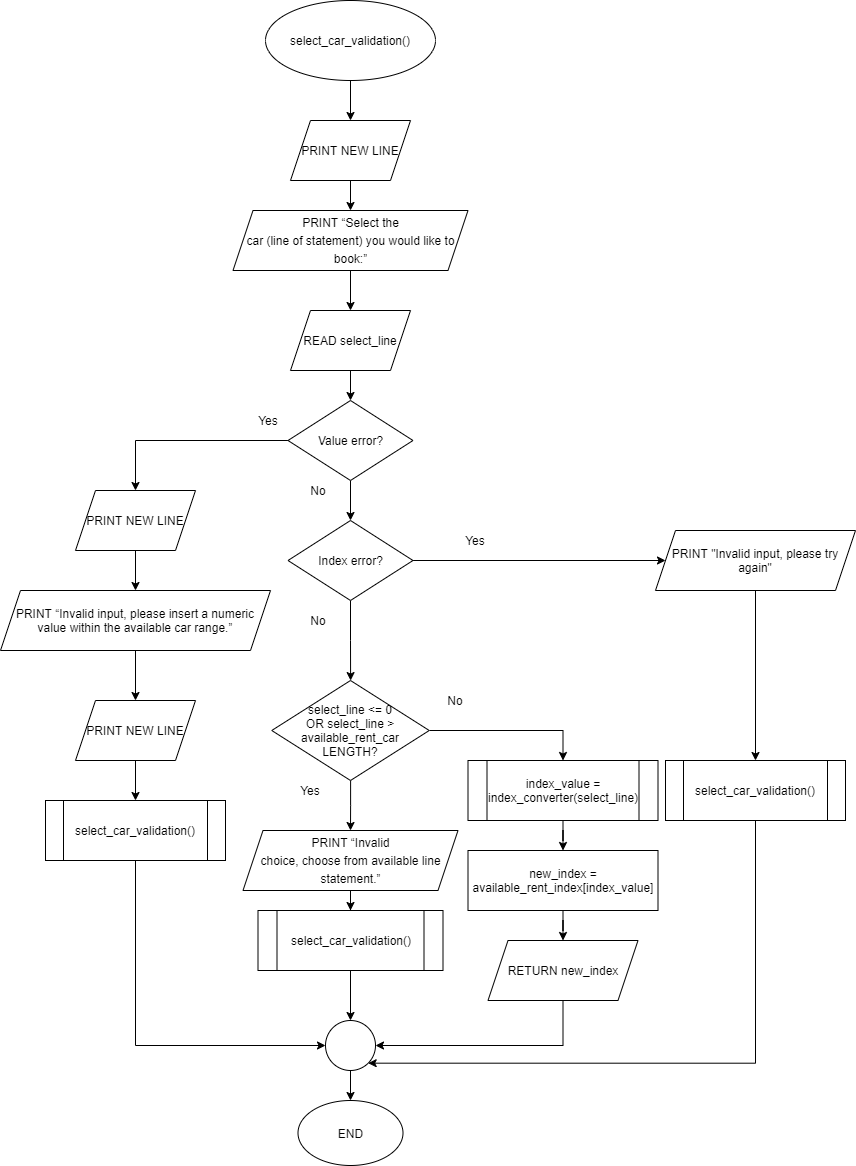 select_car_validation()
PRINT NEW LINE
PRINT “Select the
car (line of statement) you would like to
book:”
READ select_line
Yes
Value error?
No
PRINT NEW LINE
Index error?
Yes
PRINT "Invalid input, please try
again"
PRINT “Invalid input, please insert a numeric
value within the available car range.”
No
PRINT NEW LINE
select_line <= 0
OR select_line >
available_rent_car
LENGTH?
No
Yes
select_car_validation()
index_value =
index_converter(select_line)
select_car_validation()
PRINT “Invalid
choice, choose from available line
statement.”
new_index =
available_rent_index[index_value]
select_car_validation()
RETURN new_index
END